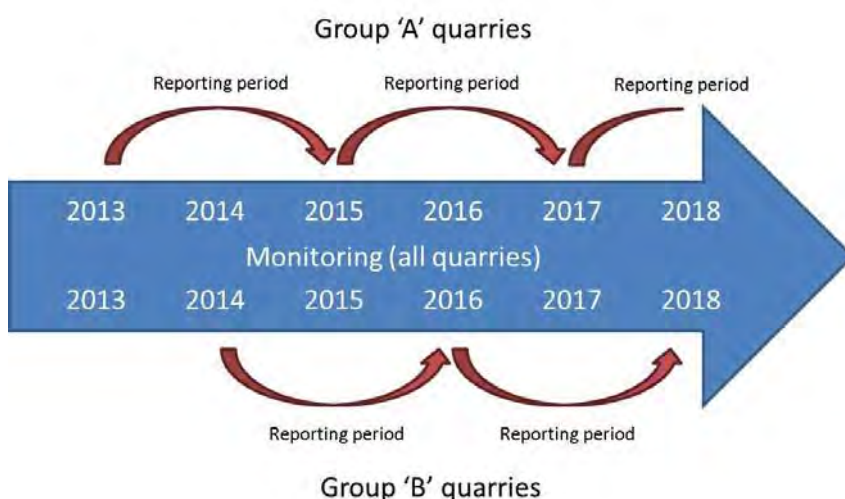 Group ‘A’ quarries
Reporting period Reporting period Reporting period
2013 2014 2015 2016 2017 2018
Monitoring (all quarries)
2013 2014 2015 2016 2017 2018
Reporting period Reporting period
Group ‘B’ quarries